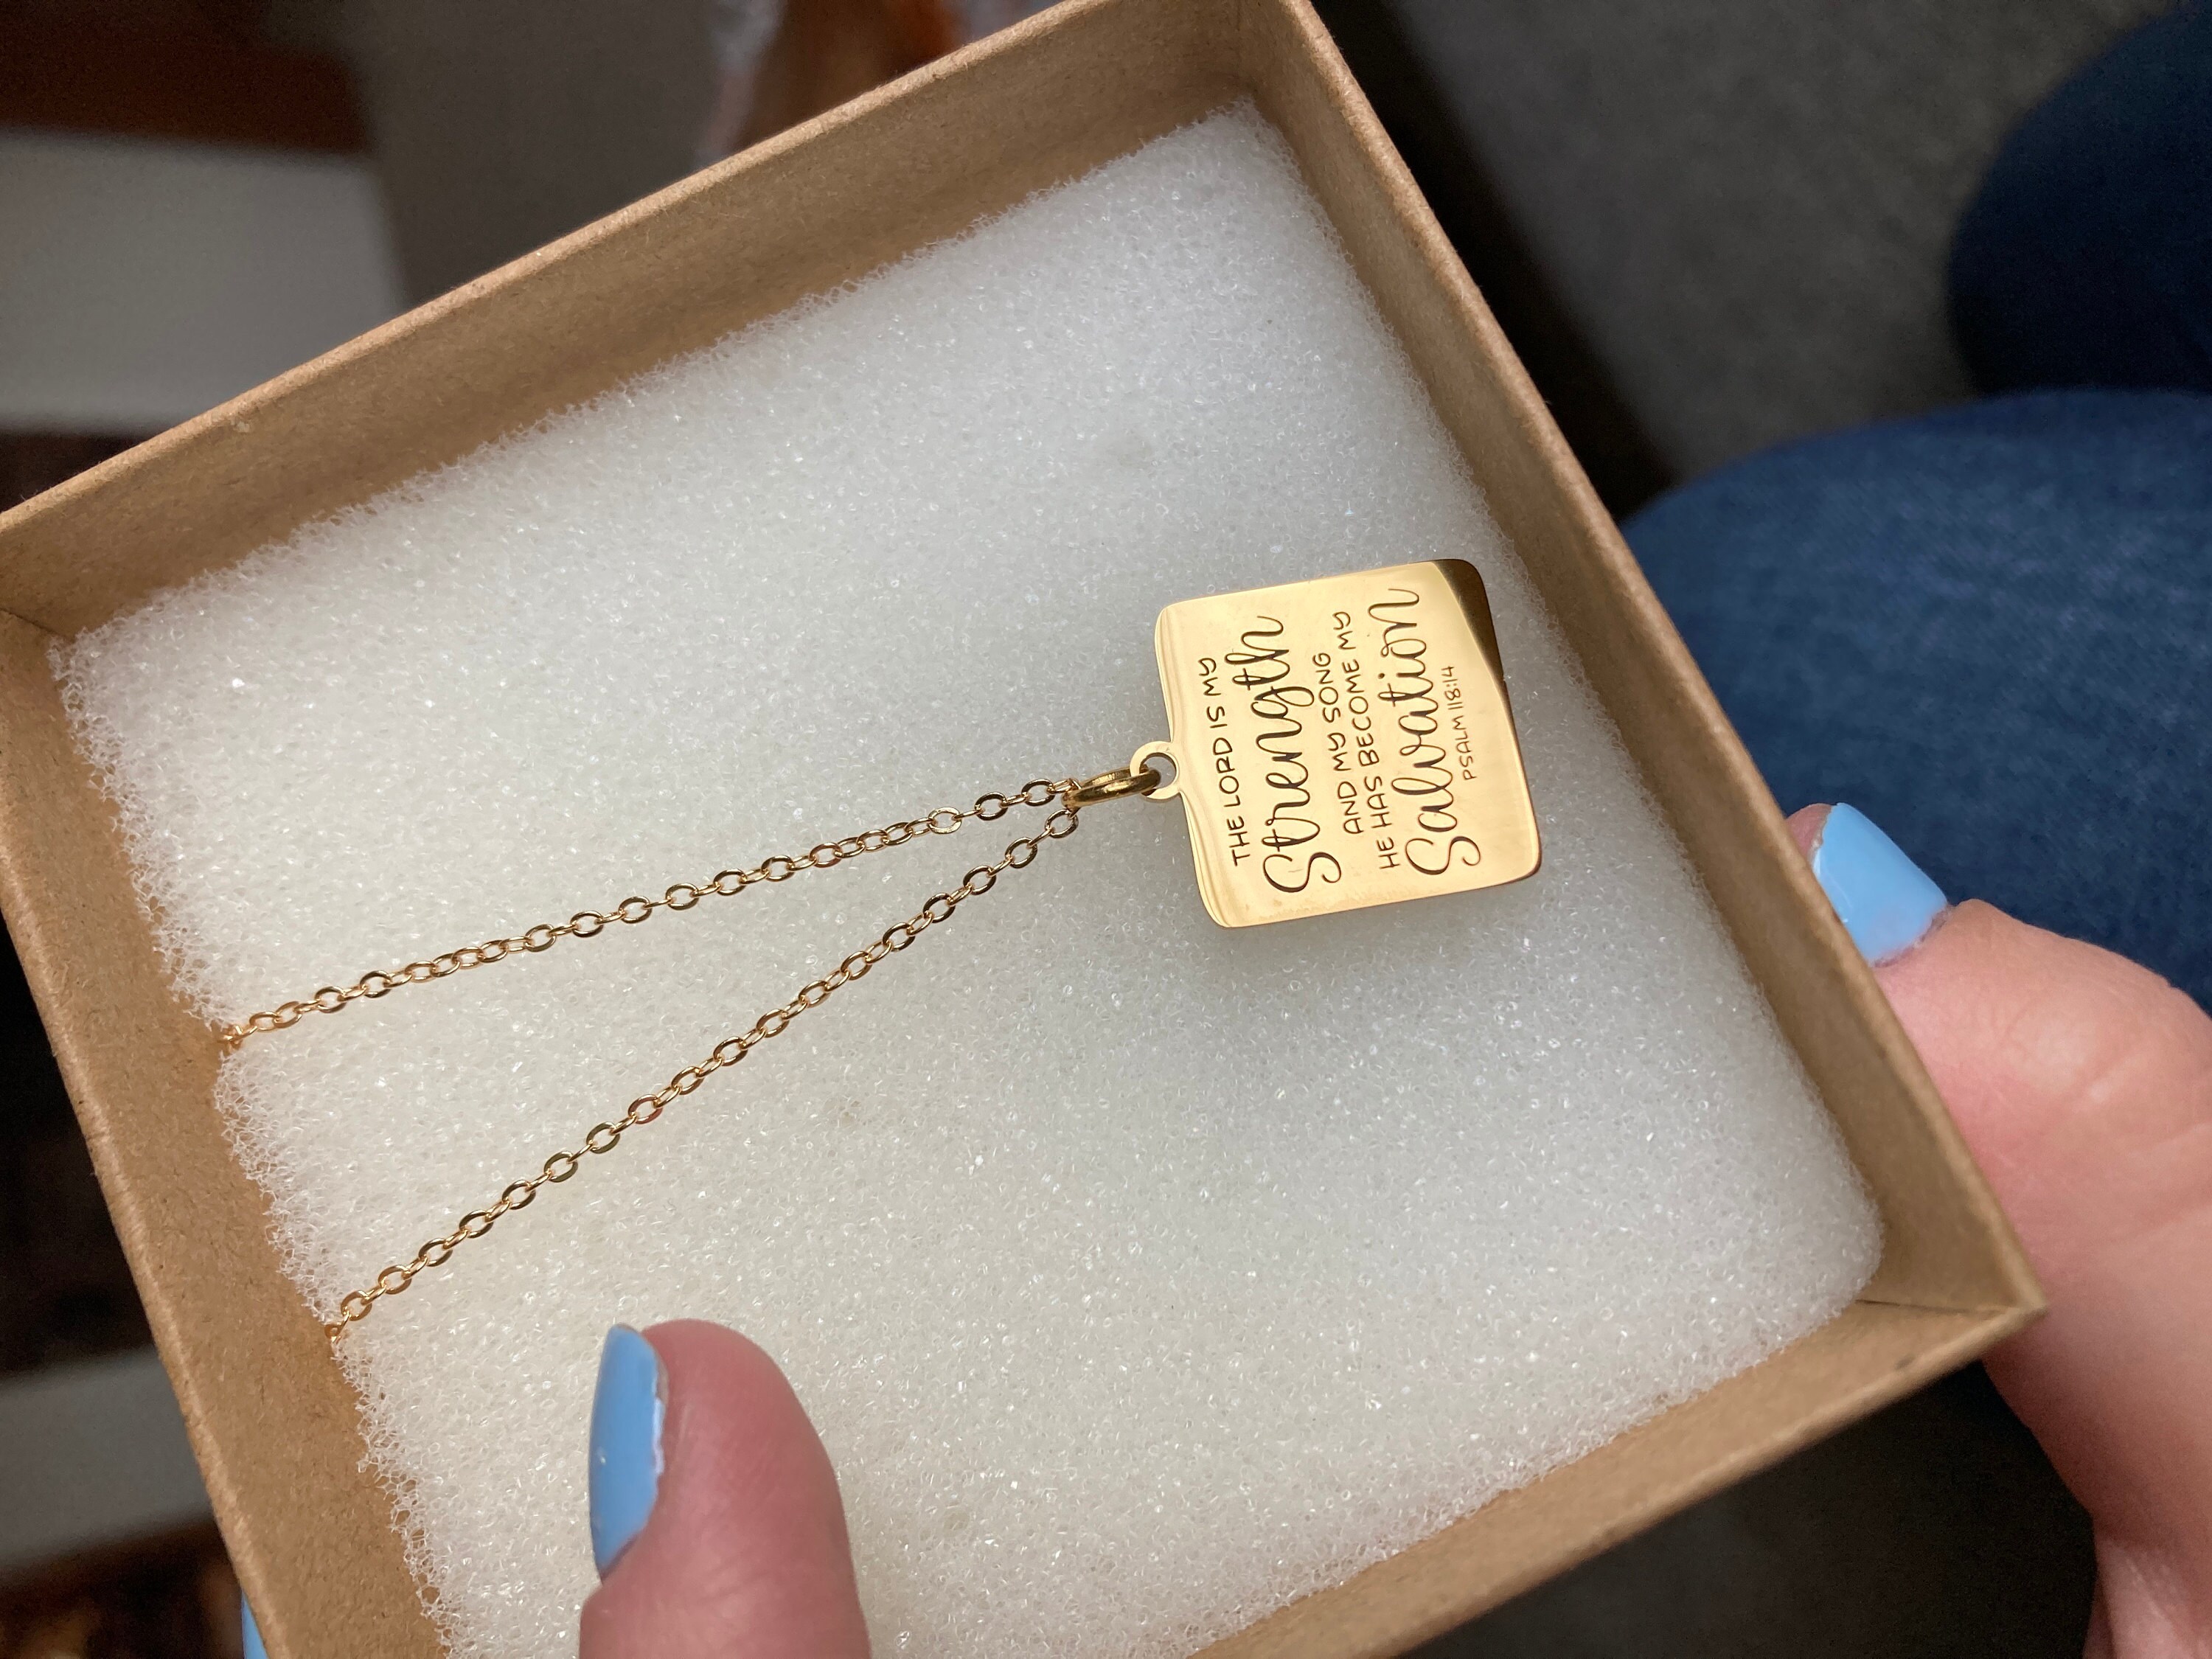 THE LORD IS MY
Strength
AND MY SONG
HE HAS BECOME MY
Salvation
PSALM 118:14